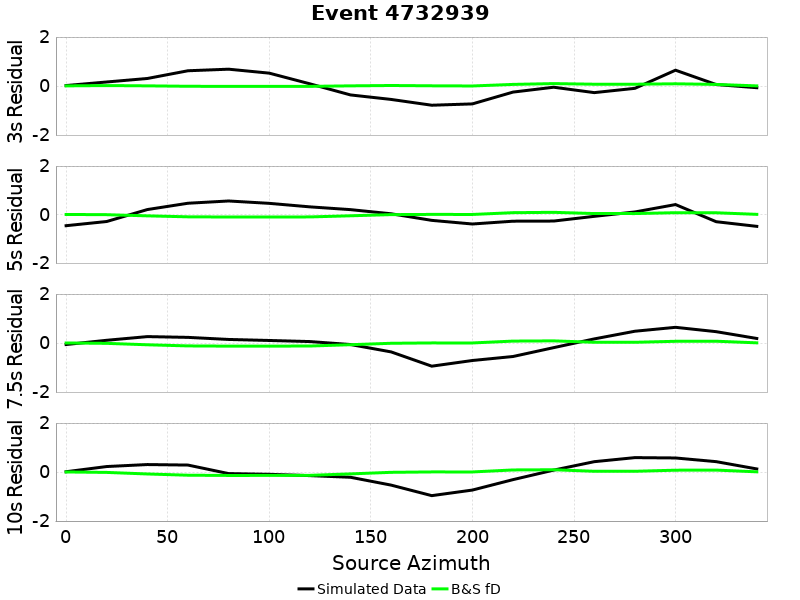 Event 4732939
3s Residual
2
0
-2
5s Residual
2
0
-2
7.5s Residual
2
0
-2
10s Residual
2
0
-2
0 50 100 150 200 250 300
Source Azimuth
Simulated Data B&S fD